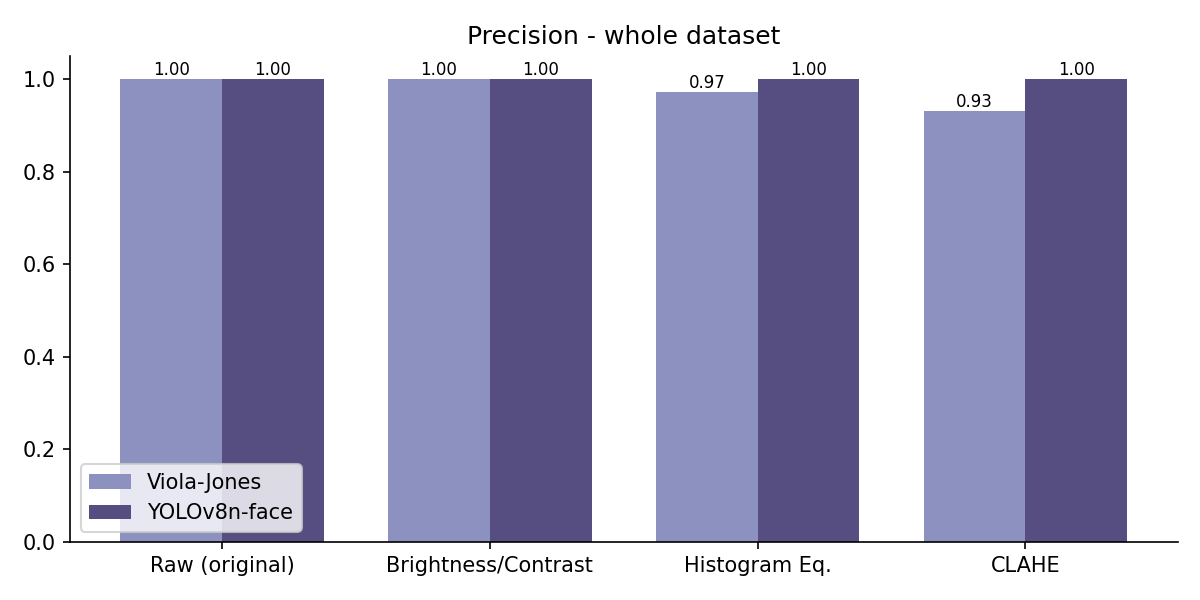 Precision - whole dataset
1.00 1.00 1.00 1.00 0.97 1.00 0.93 1.00
1.0
0.8
0.6
0.4
0.2
0.0
Viola-Jones
YOLOv8n-face
Raw (original) Brightness/Contrast Histogram Eq. CLAHE